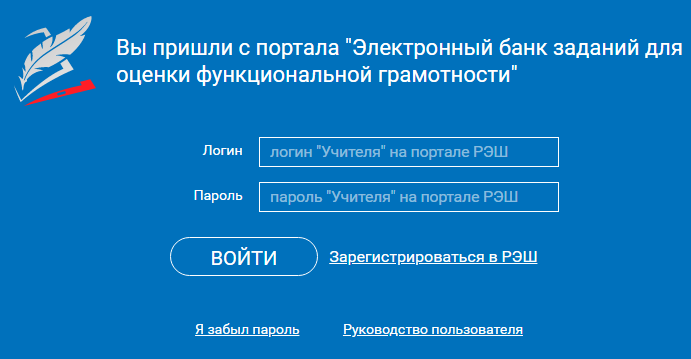 Вы пришли с портала "Электронный банк заданий для
оценки функциональной грамотности"
Логин
логин "Учителя" на портале РЭШ
Пароль
пароль "Учителя" на портале РЭШ
ВОЙТИ
Зарегистрироваться в РЭШ
Я забыл пароль
Руководство пользователя